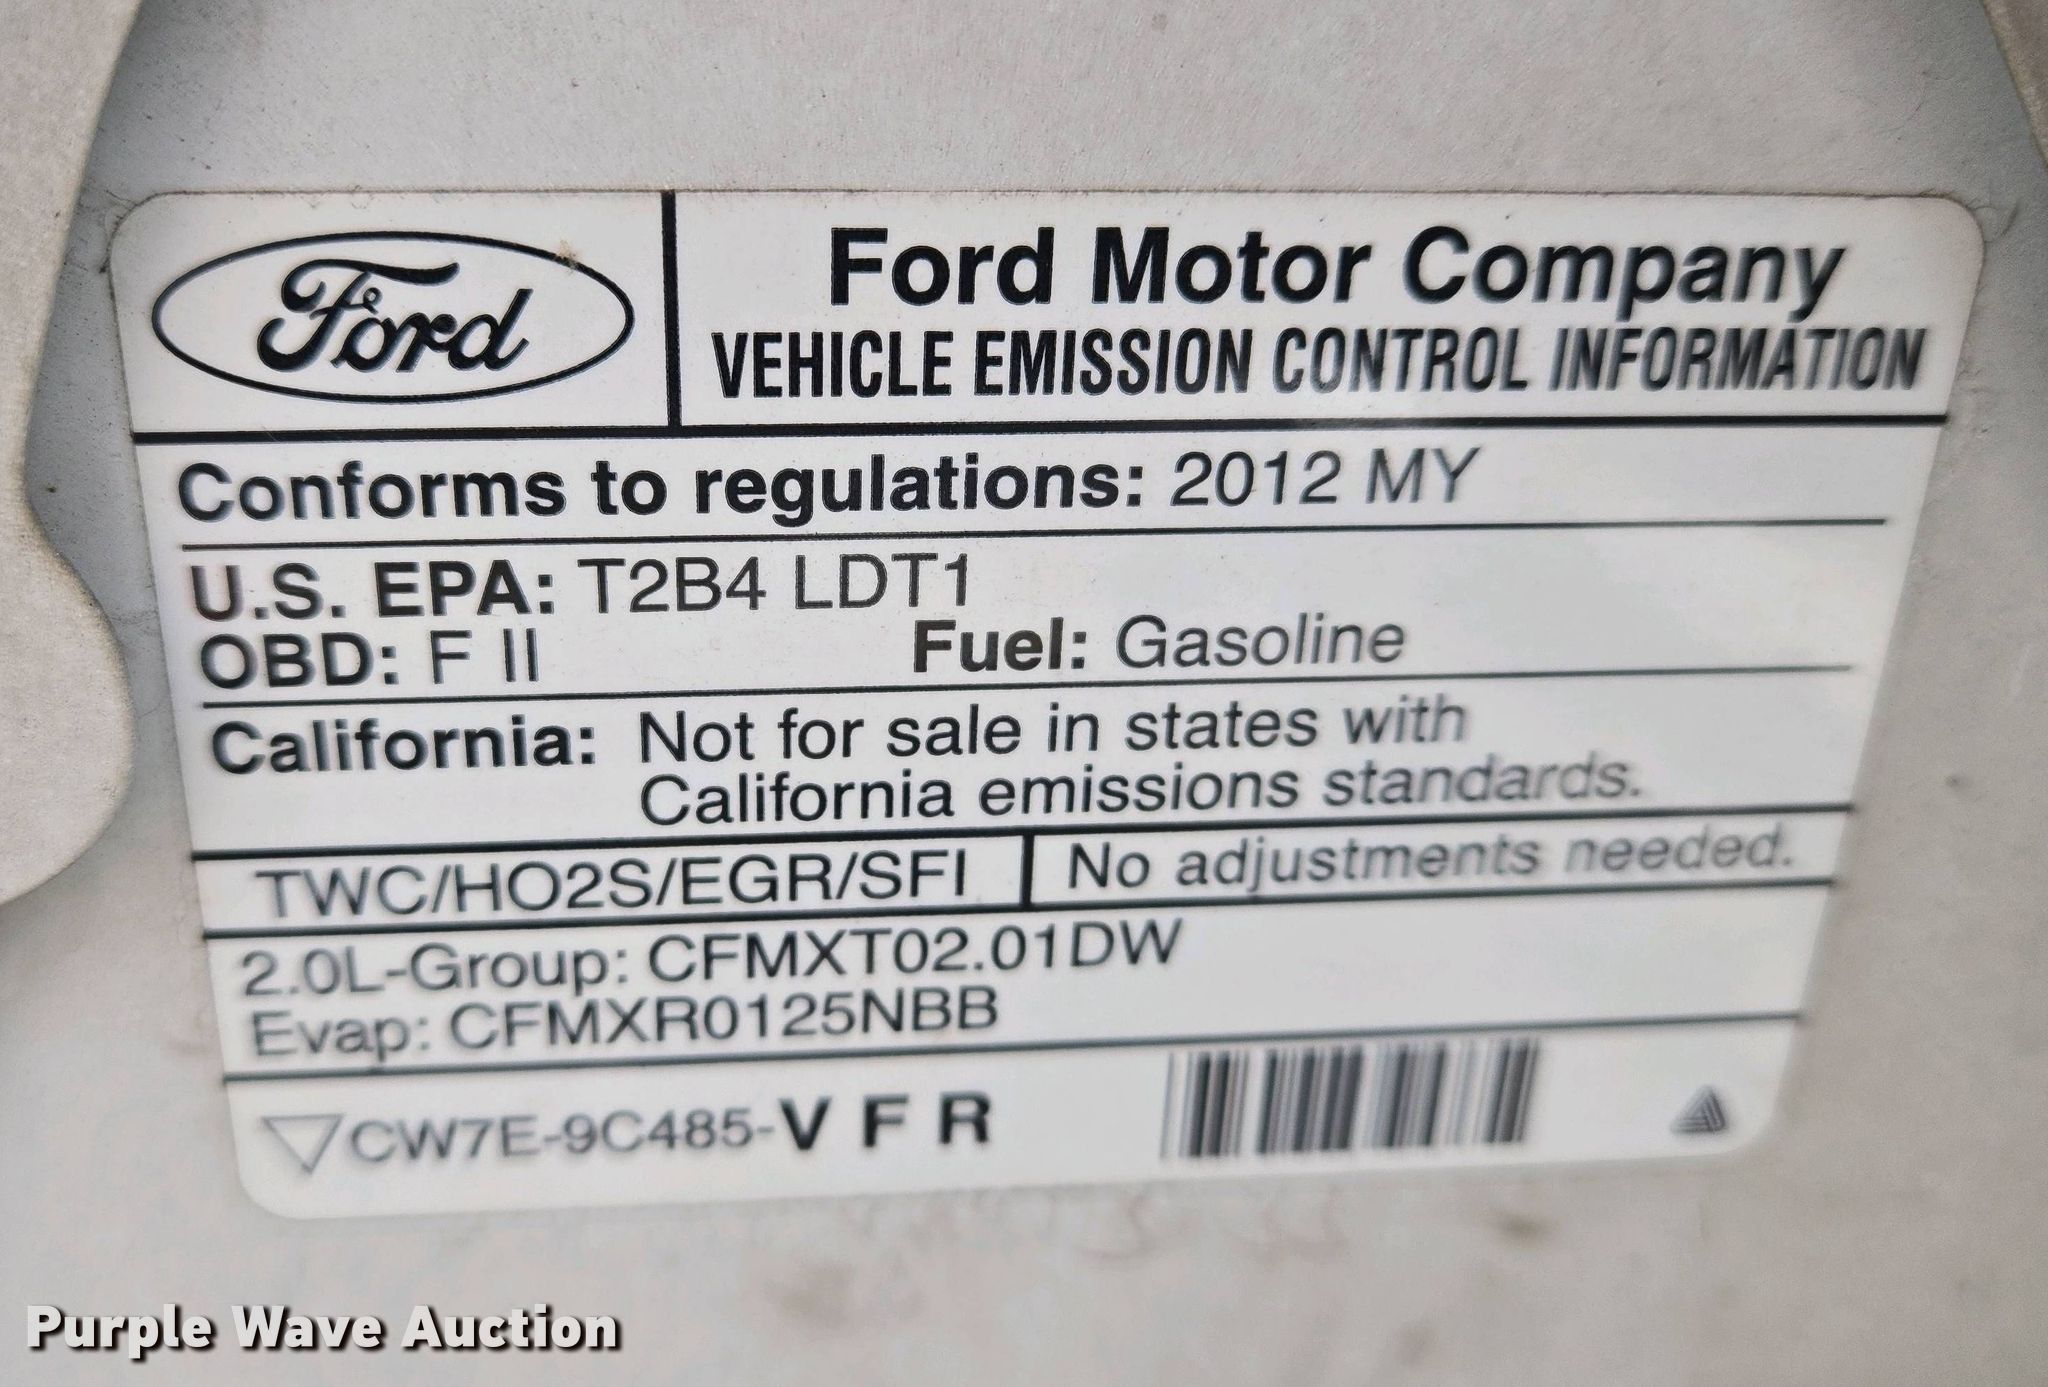 Ford
Ford Motor Company
VEHICLE EMISSION CONTROL INFORMATION
Conforms to regulations: 2012 MY
U.S. EPA: T2B4 LDT1
OBD: F II Fuel: Gasoline
California: Not for sale in states with
California emissions standards.
TWC/HO2S/EGR/SFI No adjustments needed.
2.0L-Group: CFMXT02.01DW
Evap: CFMXR0125NBB
CW7E-9C485-V F R
Purple Wave Auction